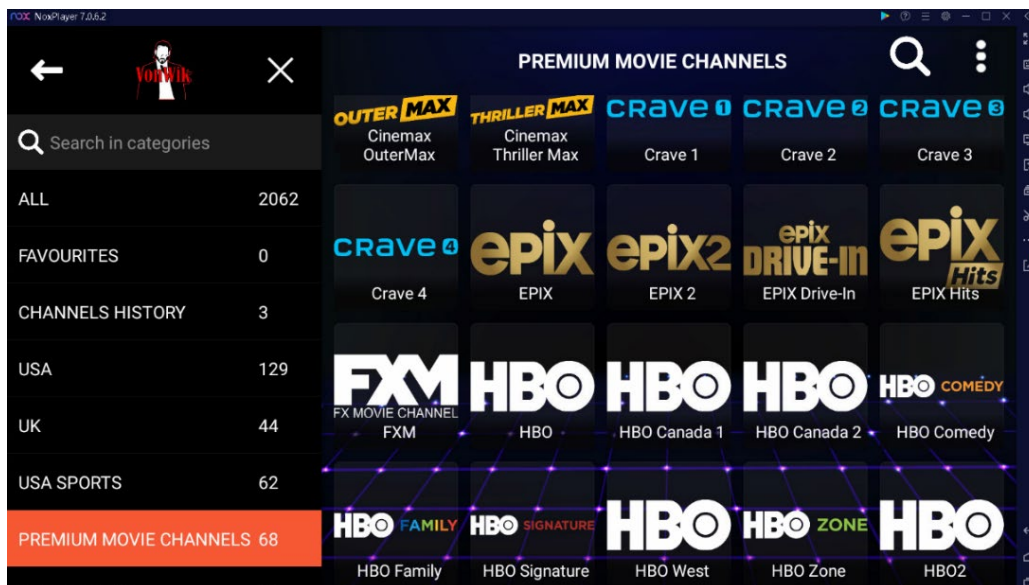 NOX NoxPlayer 7.0.6.2
VonWik
Search in categories
ALL 2062
FAVOURITES 0
CHANNELS HISTORY 3
USA 129
UK 44
USA SPORTS 62
PREMIUM MOVIE CHANNELS 68
PREMIUM MOVIE CHANNELS
OUTER MAX THRILLER MAX CRAVE 1 CRAVE 2 CRAVE 3
Cinemax Cinemax
OuterMax Thriller Max Crave 1 Crave 2 Crave 3
CRAVE 4 epix epix2 epix DRIVE-IN epix Hits
Crave 4 EPIX EPIX 2 EPIX Drive-In EPIX Hits
FXM HBO HBO HBO HBO COMEDY
FX MOVIE CHANNEL
FXM HBO HBO Canada 1 HBO Canada 2 HBO Comedy
HBO FAMILY HBO SIGNATURE HBO HBO ZONE HBO
HBO Family HBO Signature HBO West HBO Zone HBO2